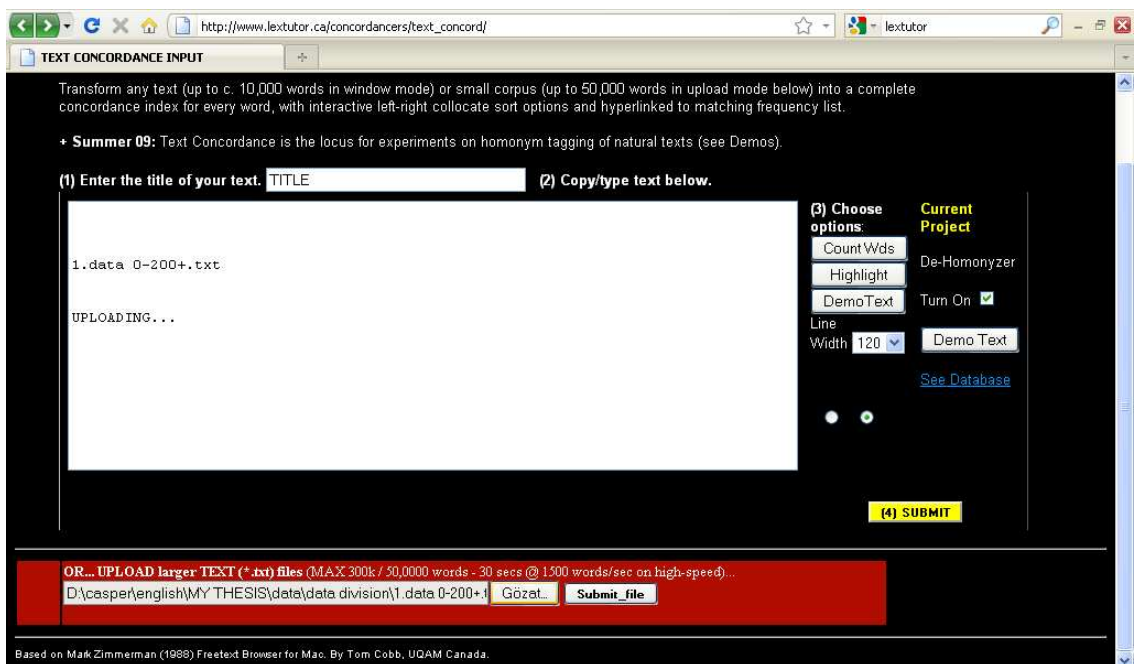 http://www.lextutor.ca/concordancers/text_concord/
lextutor
TEXT CONCORDANCE INPUT
Transform any text (up to c. 10,000 words in window mode) or small corpus (up to 50,000 words in upload mode below) into a complete
concordance index for every word, with interactive left-right collocate sort options and hyperlinked to matching frequency list.
+ Summer 09: Text Concordance is the locus for experiments on homonym tagging of natural texts (see Demos).
(1) Enter the title of your text. TITLE (2) Copy/type text below.
1.data 0-200+.txt
UPLOADING...
(3) Choose
options:
Count Wds
Highlight
DemoText
Line
Width 120
Current
Project
De-Homonyzer
Turn On
Demo Text
See Database
(4) SUBMIT
OR... UPLOAD larger TEXT (*.txt) files (MAX 300k / 50,0000 words - 30 secs @ 1500 words/sec on high-speed)...
D:\casper\english\MY THESIS\data\data division\1.data 0-200+.t Gözat... Submit_file
Based on Mark Zimmerman (1988) Freetext Browser for Mac. By Tom Cobb, UQAM Canada.